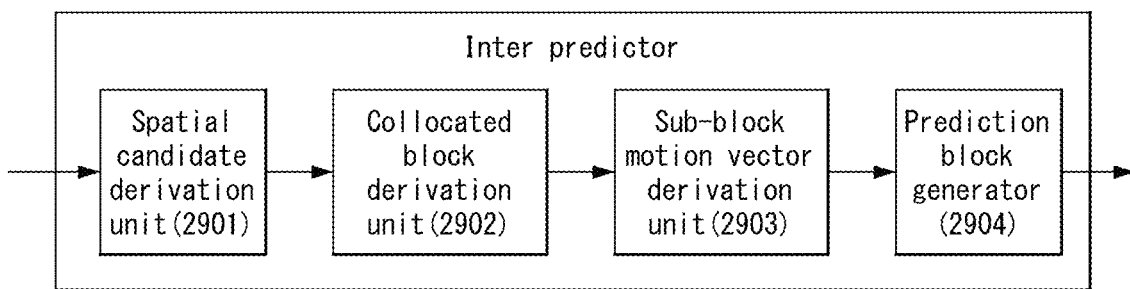 Inter predictor
Spatial
candidate
derivation
unit(2901)
Collocated
block
derivation
unit(2902)
Sub-block
motion vector
derivation
unit(2903)
Prediction
block
generator
(2904)